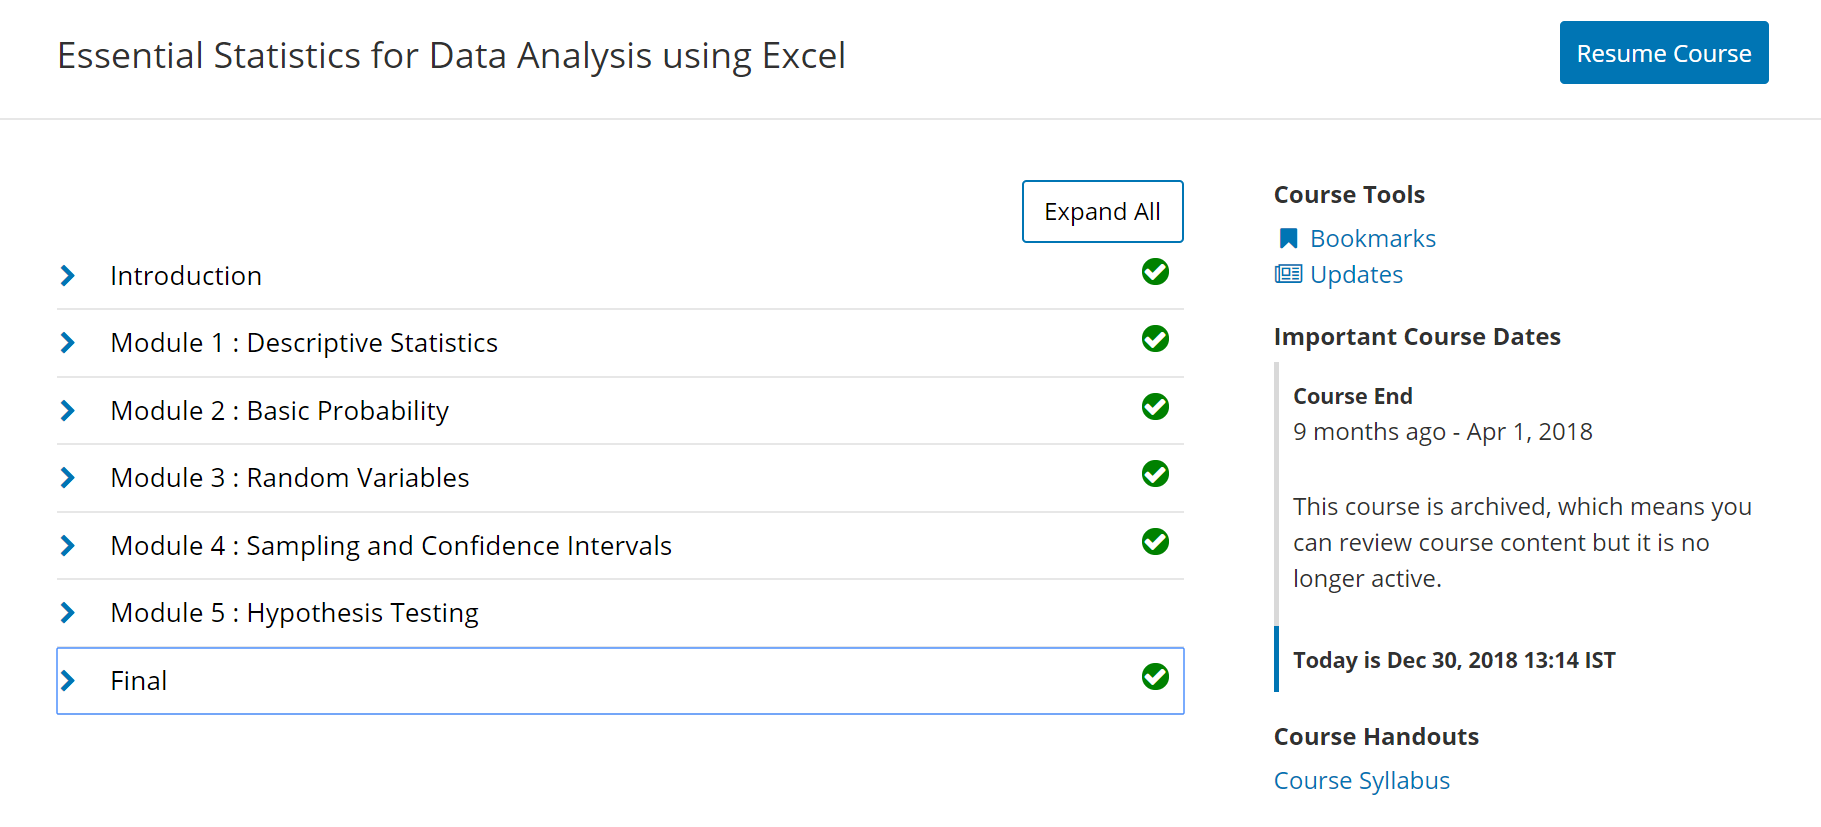 Essential Statistics for Data Analysis using Excel
Resume Course
Expand All
Introduction
Module 1 : Descriptive Statistics
Module 2 : Basic Probability
Module 3 : Random Variables
Module 4 : Sampling and Confidence Intervals
Module 5 : Hypothesis Testing
Final
Course Tools
Bookmarks
Updates
Important Course Dates
Course End
9 months ago - Apr 1, 2018
This course is archived, which means you
can review course content but it is no
longer active.
Today is Dec 30, 2018 13:14 IST
Course Handouts
Course Syllabus